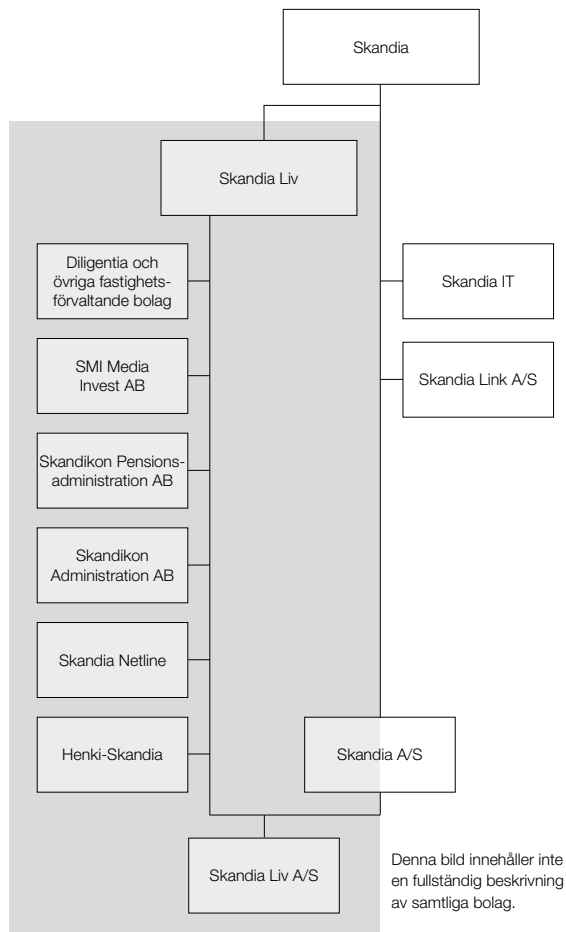 Skandia
Skandia Liv
Diligentia och
övriga fastighets-
förvaltande bolag
Skandia IT
SMI Media
Invest AB
Skandia Link A/S
Skandikon Pensions-
administration AB
Skandikon
Administration AB
Skandia Netline
Henki-Skandia
Skandia A/S
Skandia Liv A/S
Denna bild innehåller inte
en fullständig beskrivning
av samtliga bolag.